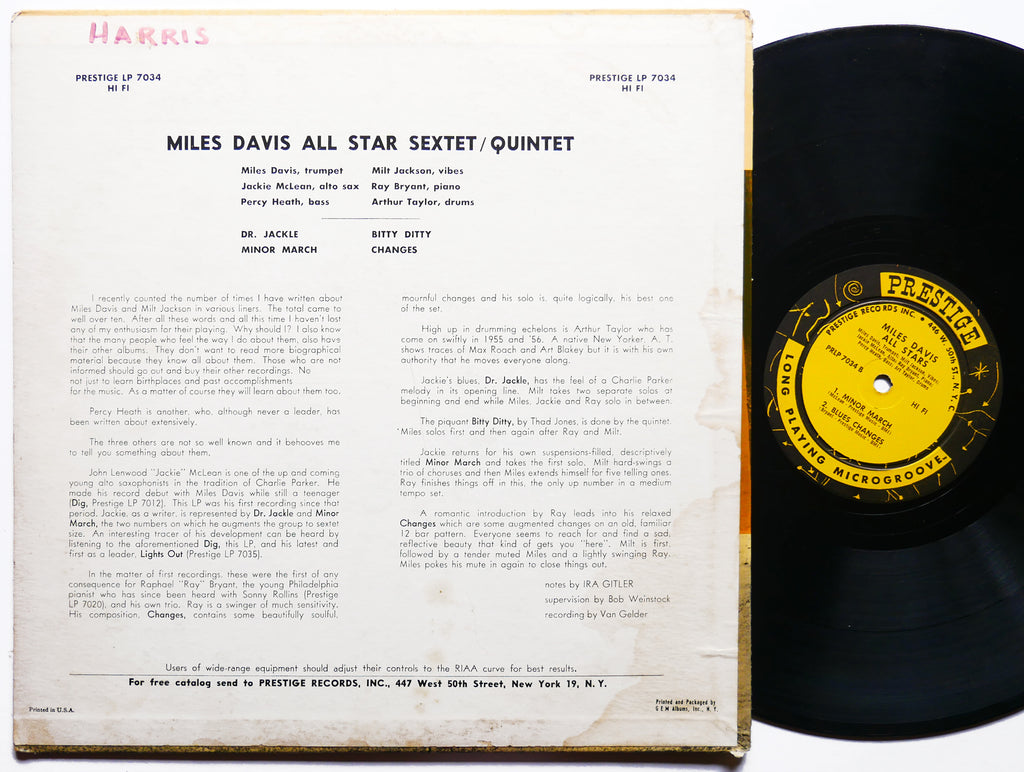 HARRIS
PRESTIGE LP 7034
HI FI
PRESTIGE LP 7034
HI FI
MILES DAVIS ALL STAR SEXTET/QUINTET
Miles Davis, trumpet
Milt Jackson, vibes
Jackie McLean, alto sax
Ray Bryant, piano
Percy Heath, bass
Arthur Taylor, drums
DR. JACKLE
BITTY DITTY
MINOR MARCH
CHANGES
I recently counted the number of times I have written about
Miles Davis and Milt Jackson in various liners. The total came to
well over ten. After all these words and all this time I haven't lost
any of my enthusiasm for their playing. Why should I? I also know
that the many people who feel the way I do about them, also have
their other albums. They don't want to read more biographical
material because they know all about them. Those who are not
informed should go out and buy their other recordings. No
not just to learn birthplaces and past accomplishments
for the music. As a matter of course they will learn about them too.
Percy Heath is another, who, although never a leader, has
been written about extensively.
The three others are not so well known and it behooves me
to tell you something about them.
John Lenwood "Jackie" McLean is one of the up and coming
young alto saxophonists in the tradition of Charlie Parker. He
made his record debut with Miles Davis while still a teenager
(Dig, Prestige LP 7012). This LP was his first recording since that
period. Jackie, as a writer, is represented by Dr. Jackle and Minor
March, the two numbers on which he augments the group to sextet
size. An interesting tracer of his development can be heard by
listening to the aforementioned Dig, this LP, and his latest and
first as a leader, Lights Out (Prestige LP 7035).
In the matter of first recordings, these were the first of any
consequence for Raphael "Ray" Bryant, the young Philadelphia
pianist who has since been heard with Sonny Rollins (Prestige
LP 7020), and his own trio. Ray is a swinger of much sensitivity.
His composition, Changes, contains some beautifully soulful,
mournful changes and his solo is, quite logically, his best one
of the set.
High up in drumming echelons is Arthur Taylor who has
come on swiftly in 1955 and '56. A native New Yorker, A. T.
shows traces of Max Roach and Art Blakey but it is with his own
authority that he moves everyone along.
Jackie's blues, Dr. Jackle, has the feel of a Charlie Parker
melody in its opening line. Milt takes two separate solos at
beginning and end while Miles, Jackie and Ray solo in between.
The piquant Bitty Ditty, by Thad Jones, is done by the quintet.
Miles solos first and then again after Ray and Milt.
Jackie returns for his own suspensions-filled, descriptively
titled Minor March and takes the first solo. Milt hard-swings a
trio of choruses and then Miles extends himself for five telling ones.
Ray finishes things off in this, the only up number in a medium
tempo set.
A romantic introduction by Ray leads into his relaxed
Changes which are some augmented changes on an old, familiar
12 bar pattern. Everyone seems to reach for and find a sad,
reflective beauty that kind of gets you "here". Milt is first,
followed by a tender muted Miles and a lightly swinging Ray.
Miles pokes his mute in again to close things out.
notes by IRA GITLER
supervision by Bob Weinstock
recording by Van Gelder
Users of wide-range equipment should adjust their controls to the RIAA curve for best results.
For free catalog send to PRESTIGE RECORDS, INC., 447 West 50th Street, New York 19, N. Y.
Printed in U.S.A.
Printed and Packaged by
G E M Albums, Inc., N. Y.
PRESTIGE
PRESTIGE RECORDS INC. • 446 W. 50th ST., N.Y.C.
MILES DAVIS
ALL STARS
PRLP 7034 B
HI FI
1. MINOR MARCH
2. BLUES CHANGES
LONG PLAYING MICROGROOVE